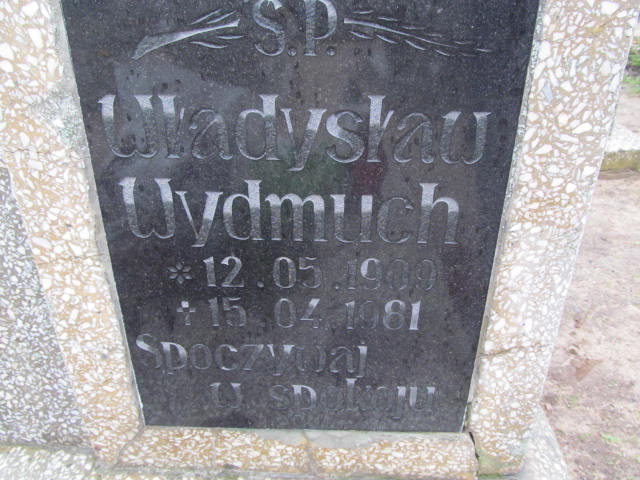 Ś.P.
Władysław
Wydmuch
* 12.05.1909
+ 15.04.1981
Spoczywaj
w spokoju